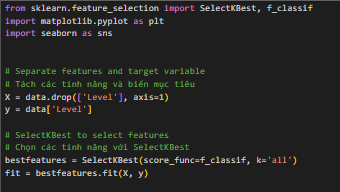 from sklearn.feature_selection import SelectKBest, f_classif
import matplotlib.pyplot as plt
import seaborn as sns
# Separate features and target variable
# Tách các tính năng và biến mục tiêu
X = data.drop(['Level'], axis=1)
y = data['Level']
# SelectKBest to select features
# Chọn các tính năng với SelectKBest
bestfeatures = SelectKBest(score_func=f_classif, k='all')
fit = bestfeatures.fit(X, y)